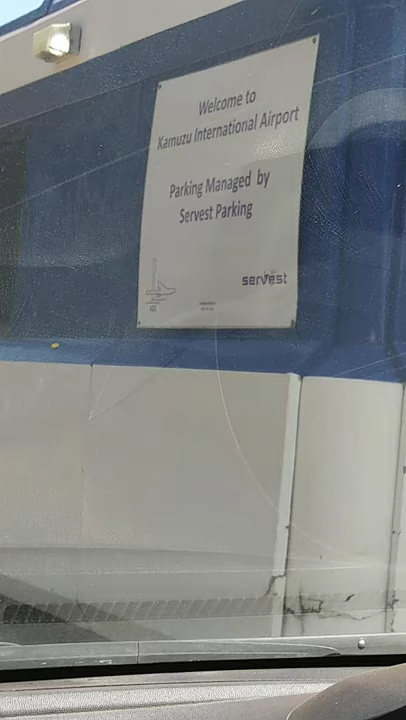 Welcome to
Kamuzu International Airport
Parking Managed by
Servest Parking
servest